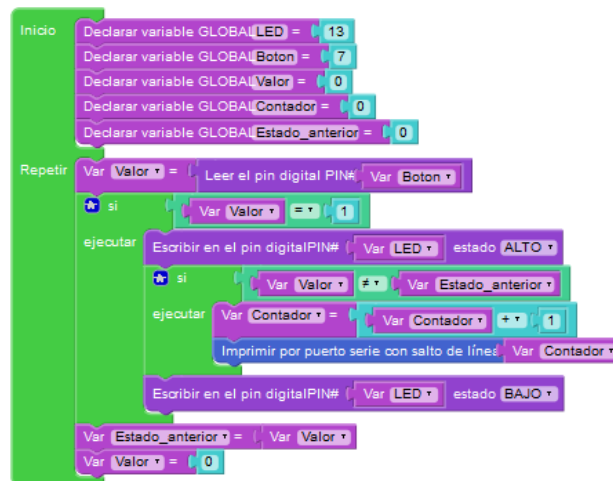 Inicio Declarar variable GLOBAL LED = 13
Declarar variable GLOBAL Boton = 7
Declarar variable GLOBAL Valor = 0
Declarar variable GLOBAL Contador = 0
Declarar variable GLOBAL Estado_anterior = 0
Repetir Var Valor = Leer el pin digital PIN# Var Boton
si Var Valor = 1
ejecutar Escribir en el pin digitalPIN# Var LED estado ALTO
si Var Valor ≠ Var Estado_anterior
ejecutar Var Contador = Var Contador + 1
Imprimir por puerto serie con salto de línea Var Contador
Escribir en el pin digitalPIN# Var LED estado BAJO
Var Estado_anterior = Var Valor
Var Valor = 0